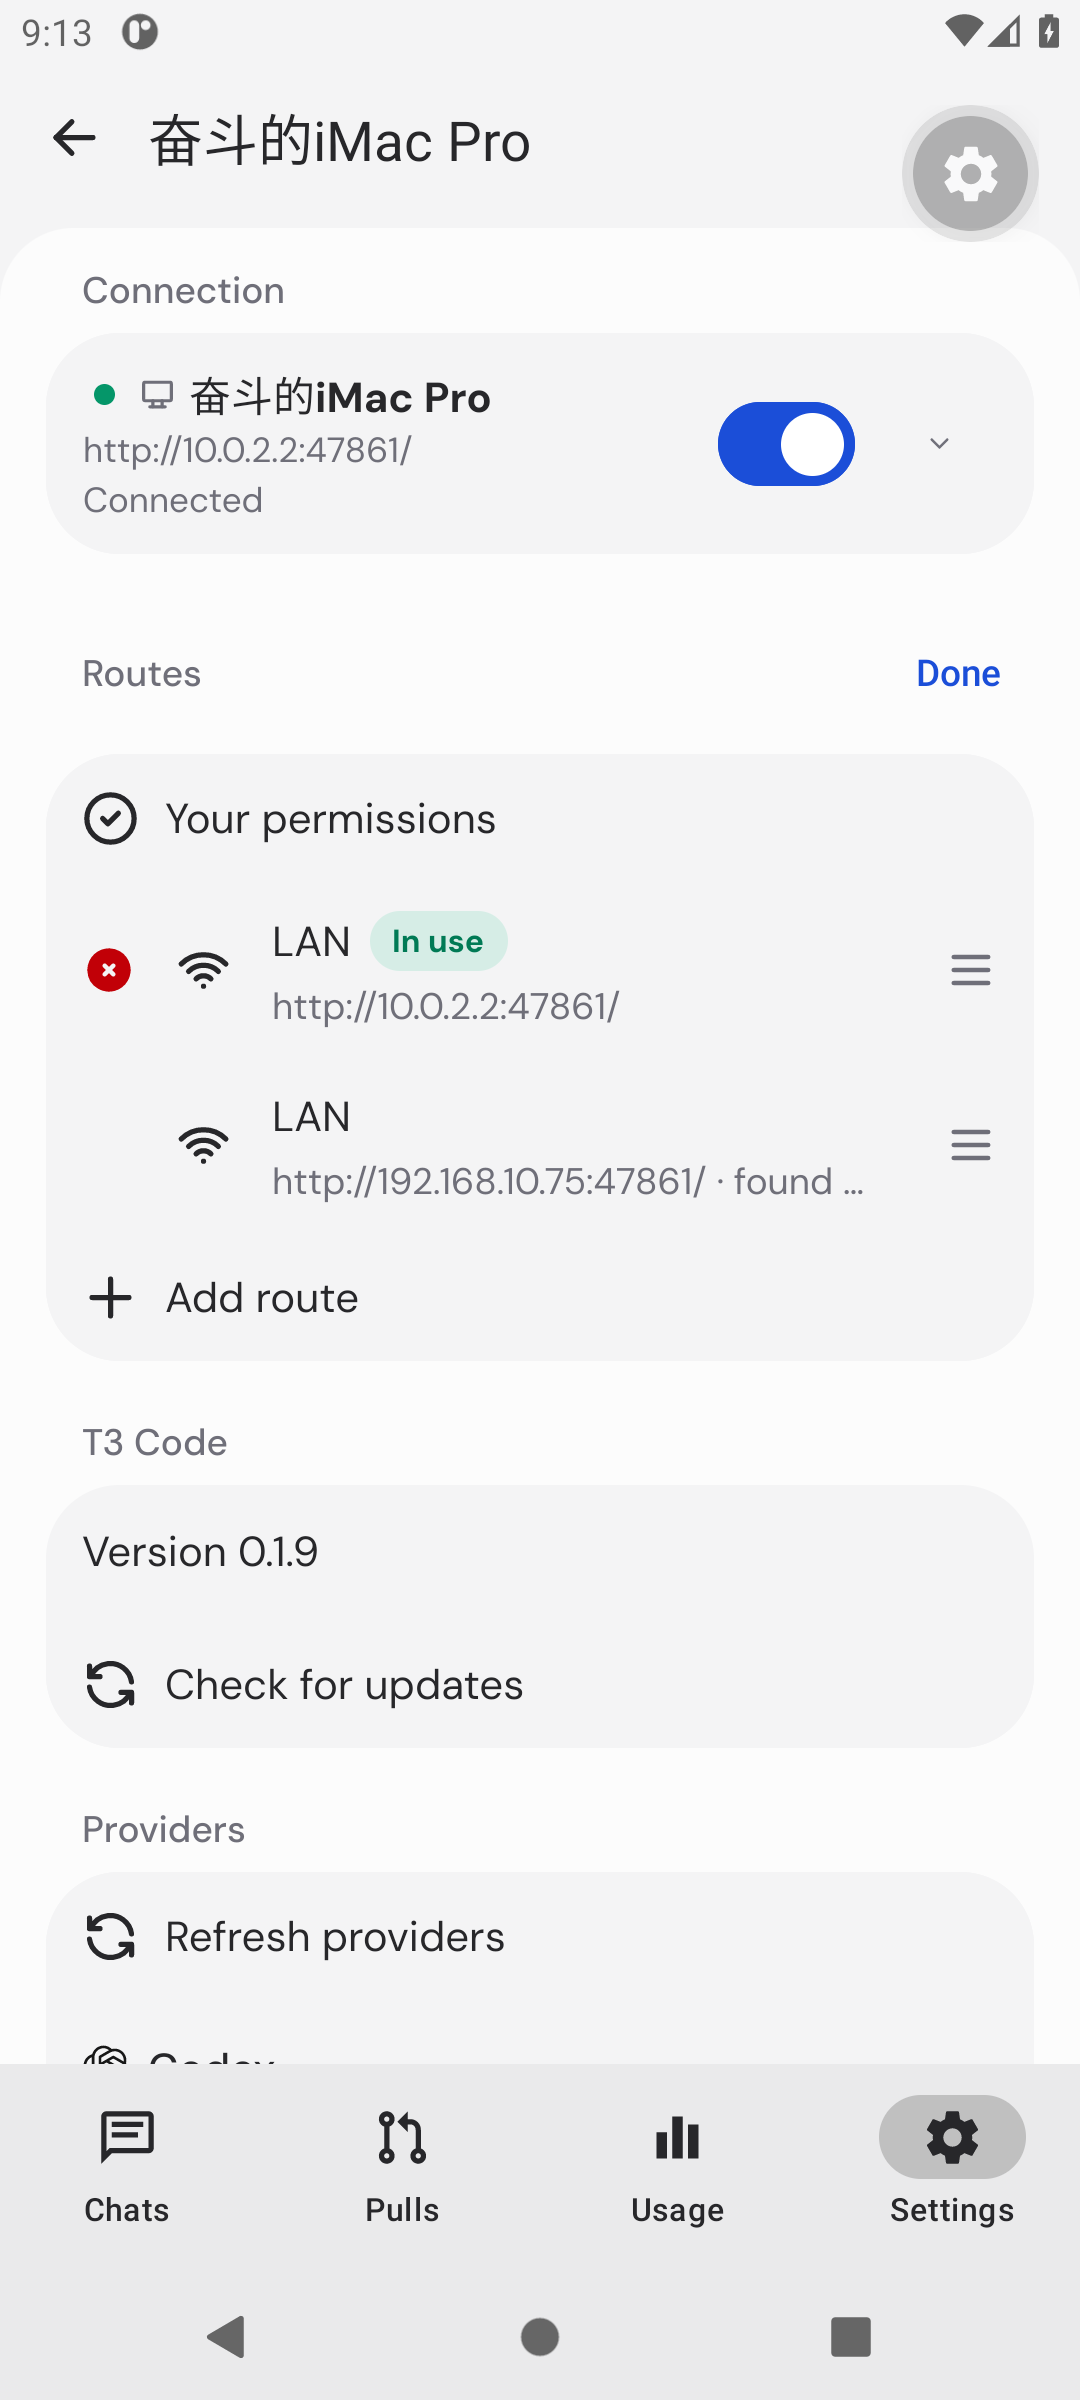 9:13
奋斗的iMac Pro
Connection
奋斗的iMac Pro
http://10.0.2.2:47861/
Connected
Routes
Done
Your permissions
LAN
In use
http://10.0.2.2:47861/
LAN
http://192.168.10.75:47861/ · found ...
Add route
T3 Code
Version 0.1.9
Check for updates
Providers
Refresh providers
Codex
Chats
Pulls
Usage
Settings